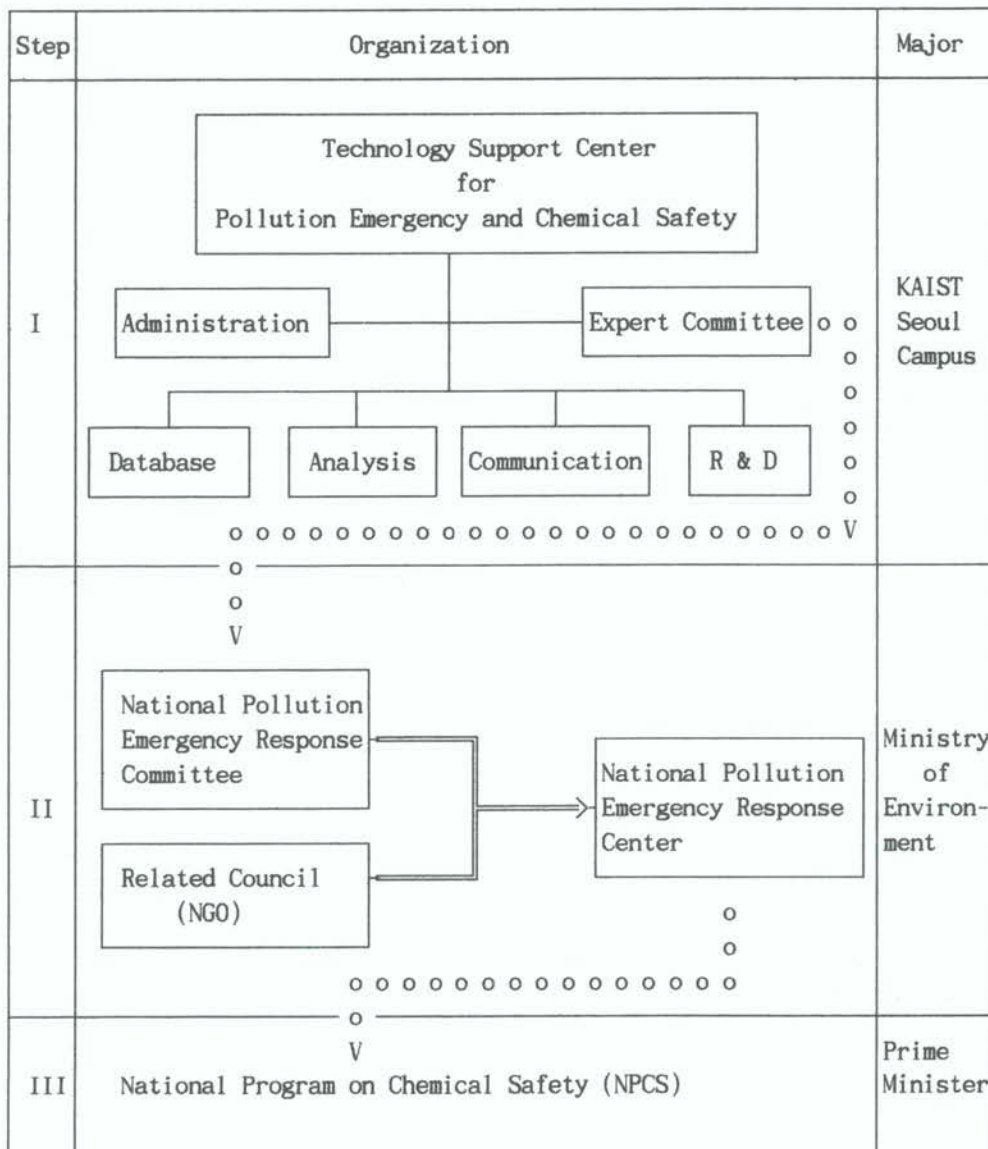 Step
Organization
Major
Technology Support Center
for
Pollution Emergency and Chemical Safety
I
Administration
Expert Committee o o
KAIST
Seoul
Campus
o
o
o
o
o
Database
Analysis
Communication
R & D
o o o o o o o o o o o o o o o o o o o o o o o V
o
o
V
II
National Pollution
Emergency Response
Committee
Related Council
(NGO)
National Pollution
Emergency Response
Center
Ministry
of
Environ-
ment
o
o
o o o o o o o o o o o o o o o
o
V
III
National Program on Chemical Safety (NPCS)
Prime
Minister